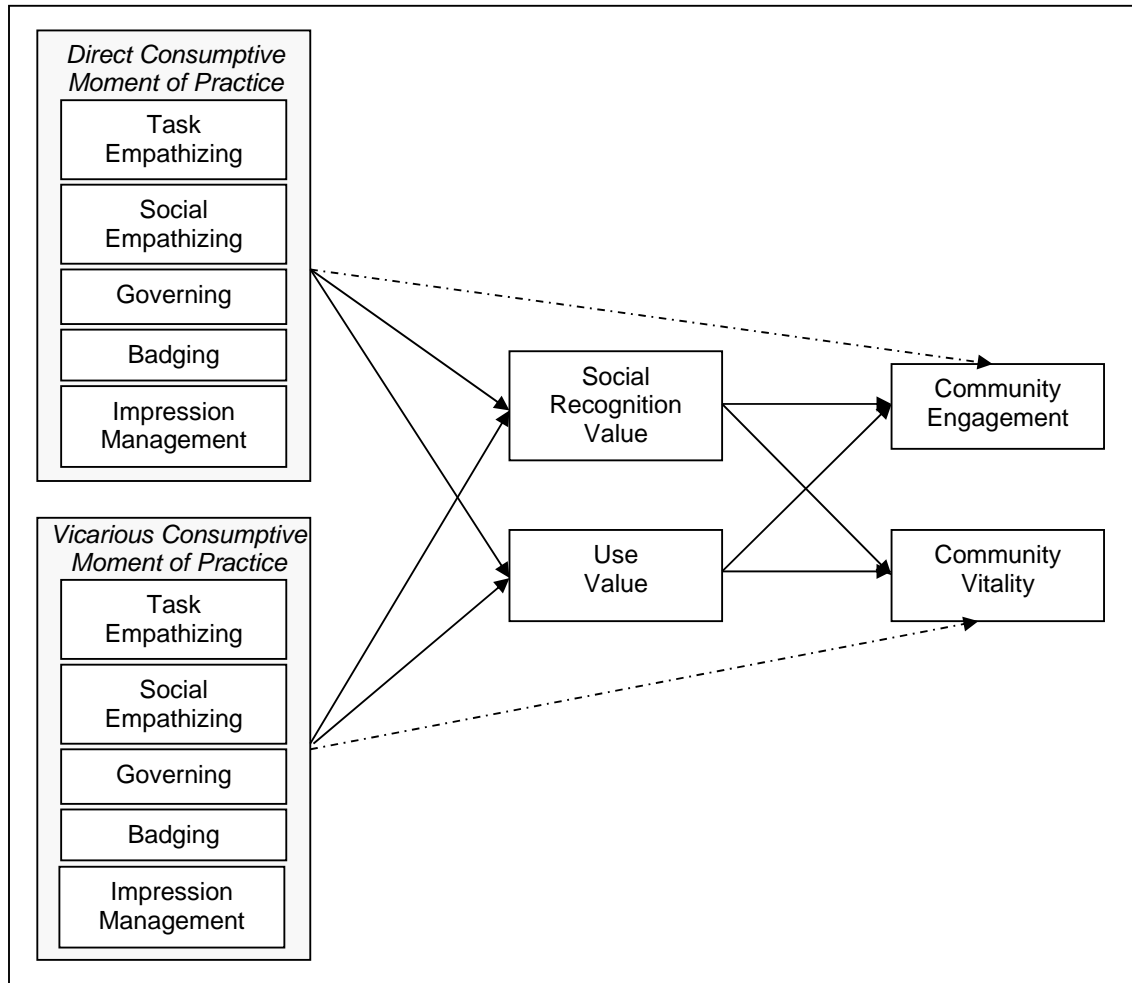 Direct Consumptive
Moment of Practice
Task
Empathizing
Social
Empathizing
Governing
Badging
Impression
Management
Vicarious Consumptive
Moment of Practice
Task
Empathizing
Social
Empathizing
Governing
Badging
Impression
Management
Social
Recognition
Value
Use
Value
Community
Engagement
Community
Vitality